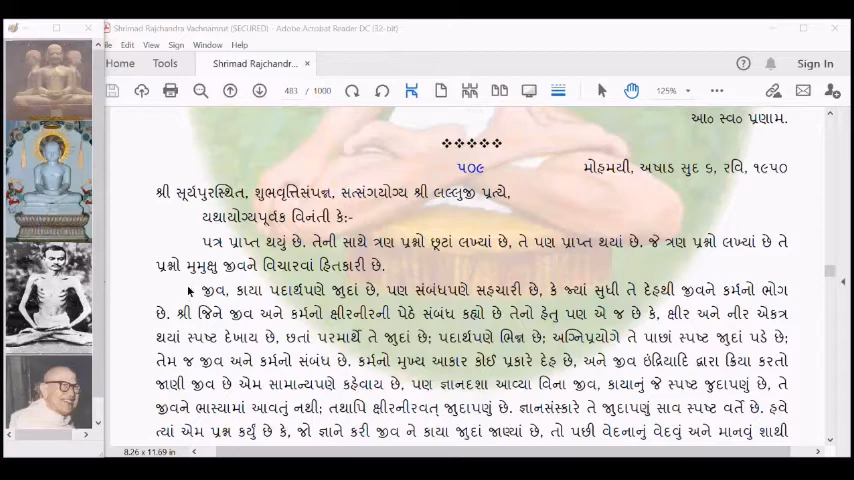 Shrimad Rajchandra Vachnamrut (SECURED) - Adobe Acrobat Reader DC (32-bit)
File Edit View Sign Window Help
Home Tools Shrimad Rajchandr... × Sign In
483 / 1000 125%
આ૦ સ્વ૦ પ્રણામ.
૫૦૯ મોહમયી, અષાડ સુદ ૬, રવિ, ૧૯૫૦
શ્રી સૂર્યપુરસ્થિત, શુભવૃત્તિસંપન્ન, સત્સંગયોગ્ય શ્રી લલ્લુજી પ્રત્યે,
યથાયોગ્યપૂર્વક વિનંતી કેઃ-
પત્ર પ્રાપ્ત થયું છે. તેની સાથે ત્રણ પ્રશ્નો છૂટાં લખ્યાં છે, તે પણ પ્રાપ્ત થયાં છે. જે ત્રણ પ્રશ્નો લખ્યાં છે તે
પ્રશ્નો મુમુક્ષુ જીવને વિચારવાં હિતકારી છે.
જીવ, કાયા પદાર્થપણે જુદાં છે, પણ સંબંધપણે સહચારી છે, કે જ્યાં સુધી તે દેહથી જીવને કર્મનો ભોગ
છે. શ્રી જિને જીવ અને કર્મનો ક્ષીરનીરની પેઠે સંબંધ કહ્યો છે તેનો હેતુ પણ એ જ છે કે, ક્ષીર અને નીર એકત્ર
થયાં સ્પષ્ટ દેખાય છે, છતાં પરમાર્થે તે જુદાં છે; પદાર્થપણે ભિન્ન છે; અગ્નિપ્રયોગે તે પાછાં સ્પષ્ટ જુદાં પડે છે;
તેમ જ જીવ અને કર્મનો સંબંધ છે. કર્મનો મુખ્ય આકાર કોઈ પ્રકારે દેહ છે, અને જીવ ઇંદ્રિયાદિ દ્વારા ક્રિયા કરતો
જાણી જીવ છે એમ સામાન્યપણે કહેવાય છે, પણ જ્ઞાનદશા આવ્યા વિના જીવ, કાયાનું જે સ્પષ્ટ જુદાપણું છે, તે
જીવને ભાસ્યામાં આવતું નથી; તથાપિ ક્ષીરનીરવત્ જુદાપણું છે. જ્ઞાનસંસ્કારે તે જુદાપણું સાવ સ્પષ્ટ વર્તે છે. હવે
ત્યાં એમ પ્રશ્ન કર્યું છે કે, જો જ્ઞાને કરી જીવ ને કાયા જુદાં જાણ્યાં છે, તો પછી વેદનાનું વેદવું અને માનવું શાથી
8.26 x 11.69 in